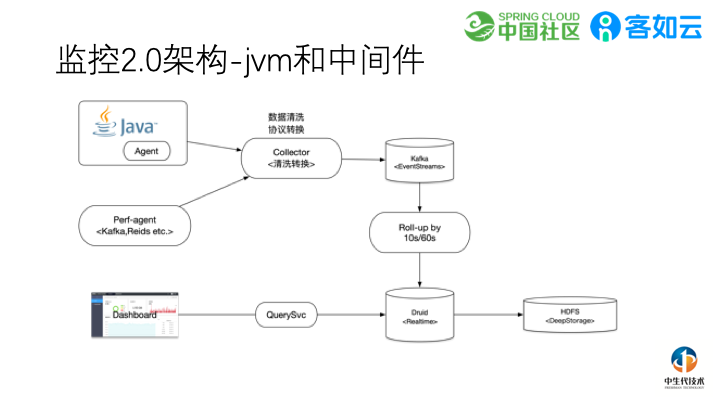 SPRING CLOUD
中国社区
客如云
监控2.0架构-jvm和中间件
Java
Agent
数据清洗
协议转换
Collector
<清洗转换>
Kafka
<EventStreams>
Perf-agent
<Kafka,Reids etc.>
Roll-up by
10s/60s
Dashboard
QuerySvc
Druid
<Realtime>
HDFS
<DeepStorage>
中生代技术